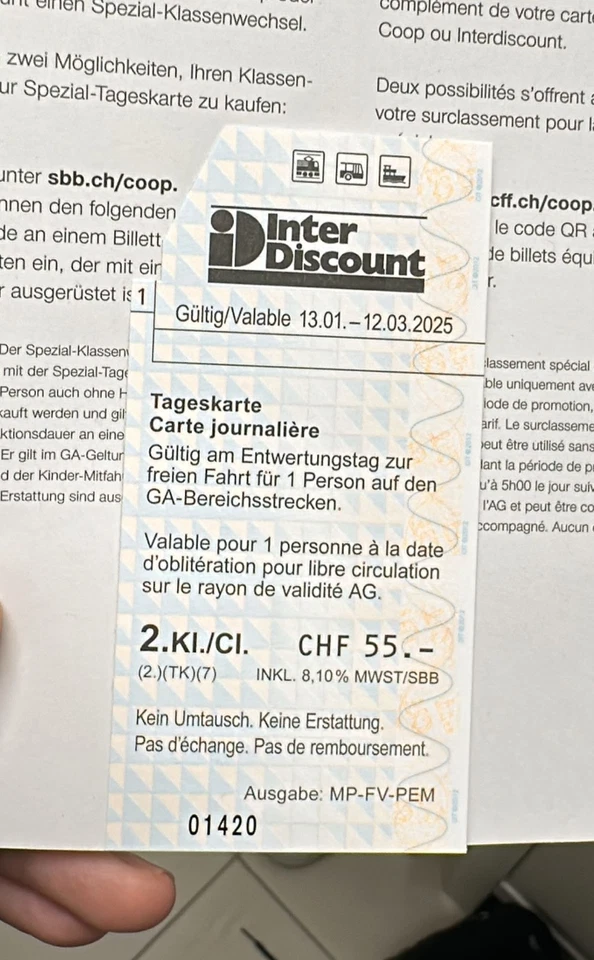 einen Spezial-Klassenwechsel.
zwei Möglichkeiten, Ihren Klassen-
ur Spezial-Tageskarte zu kaufen:
unter sbb.ch/coop.
nnen den folgenden
de an einem Billett
ten ein, der mit ein
r ausgerüstet is
Der Spezial-Klassen
mit der Spezial-Tage
Person auch ohne H
kauft werden und gil
ktionsdauer an eine
Er gilt im GA-Geltun
d der Kinder-Mitfah
Erstattung sind aus
complément de votre cart
Coop ou Interdiscount.
Deux possibilités s'offrent à
votre surclassement pour la
cff.ch/coop.
le code QR
de billets équi
r.
lassement spécial
ble uniquement ave
iode de promotion,
arif. Le surclasseme
peut être utilisé sans
dant la période de p
u'à 5h00 le jour suiv
l'AG et peut être co
ccompagné. Aucun
iD Inter
Discount
1
Gültig/Valable 13.01.–12.03.2025
Tageskarte
Carte journalière
Gültig am Entwertungstag zur
freien Fahrt für 1 Person auf den
GA-Bereichsstrecken.
Valable pour 1 personne à la date
d'oblitération pour libre circulation
sur le rayon de validité AG.
2.Kl./Cl. CHF 55.–
(2.)(TK)(7) INKL. 8,10% MWST/SBB
Kein Umtausch. Keine Erstattung.
Pas d'échange. Pas de remboursement.
Ausgabe: MP-FV-PEM
01420